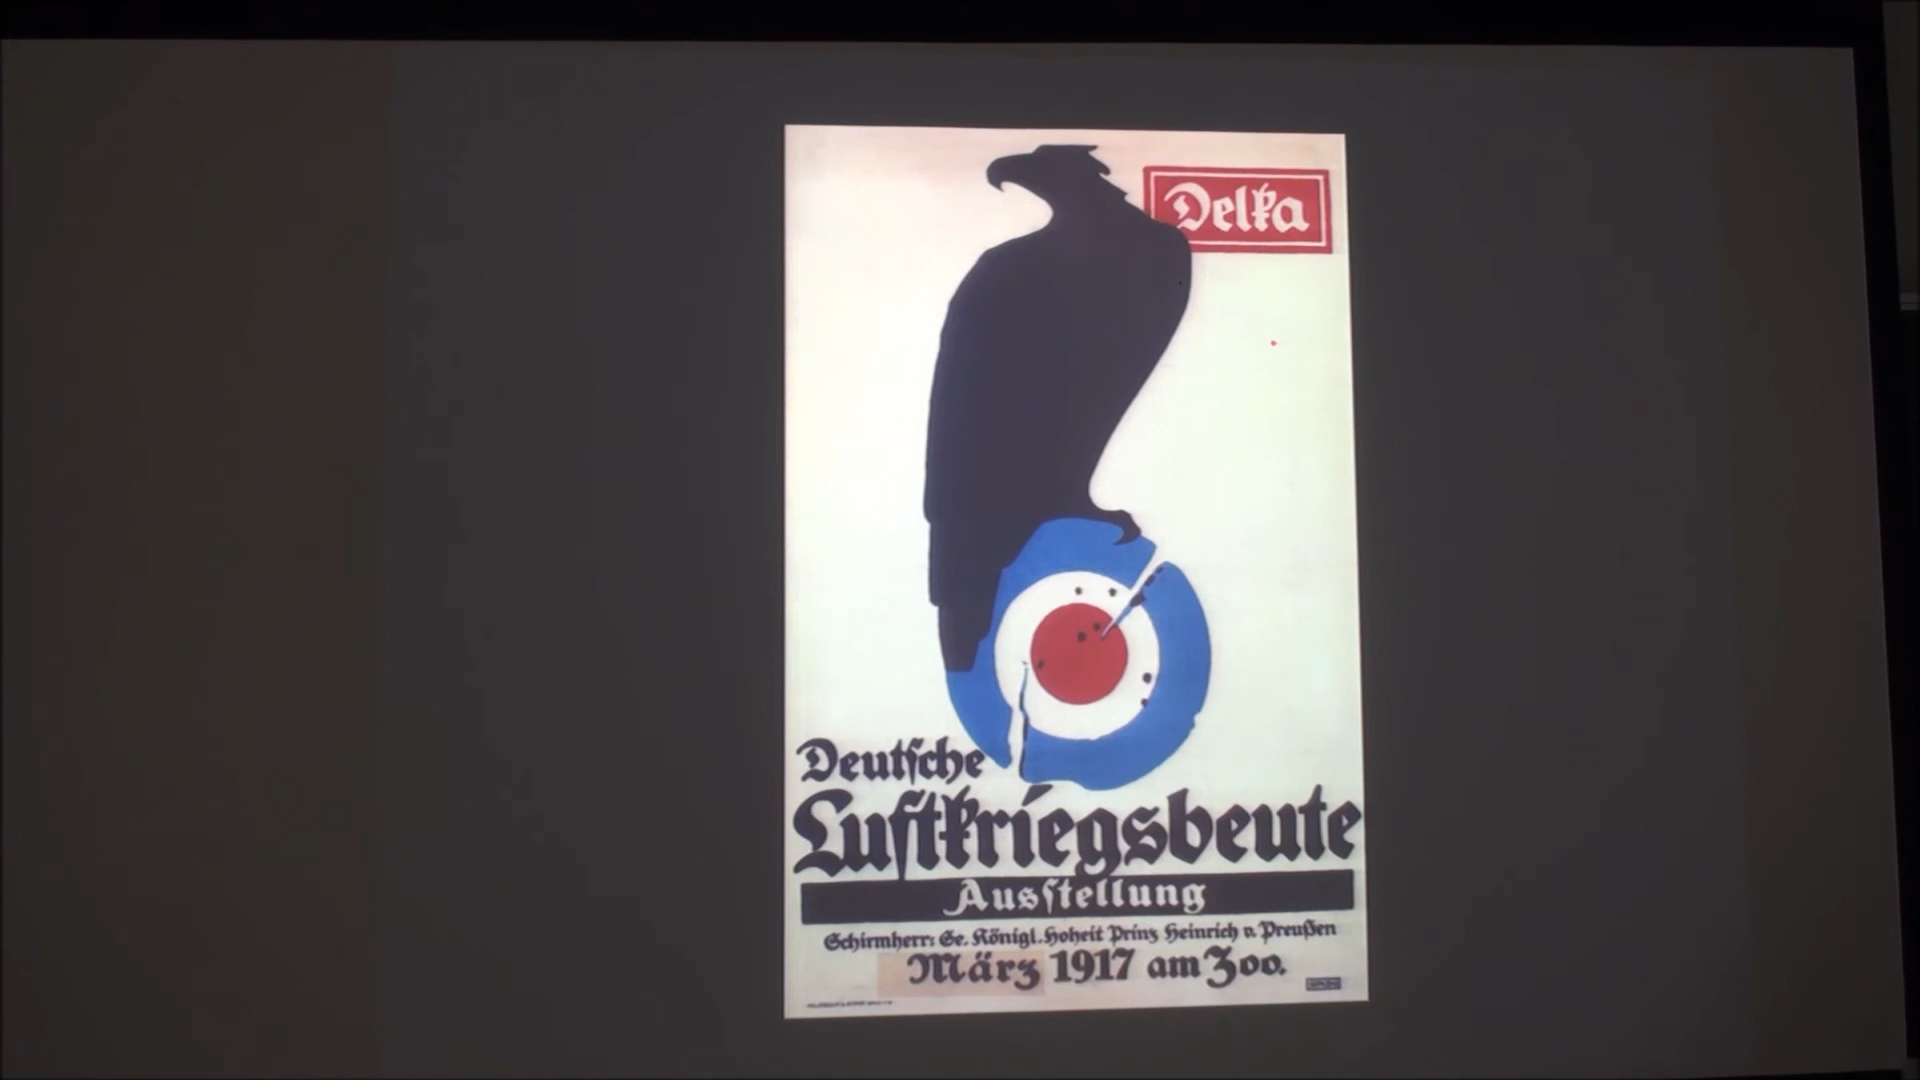 Delka
Deutſche
Luftkriegsbeute
Ausſtellung
Schirmherr: Se. Königl. Hoheit Prinz Heinrich v. Preußen
März 1917 am Zoo.